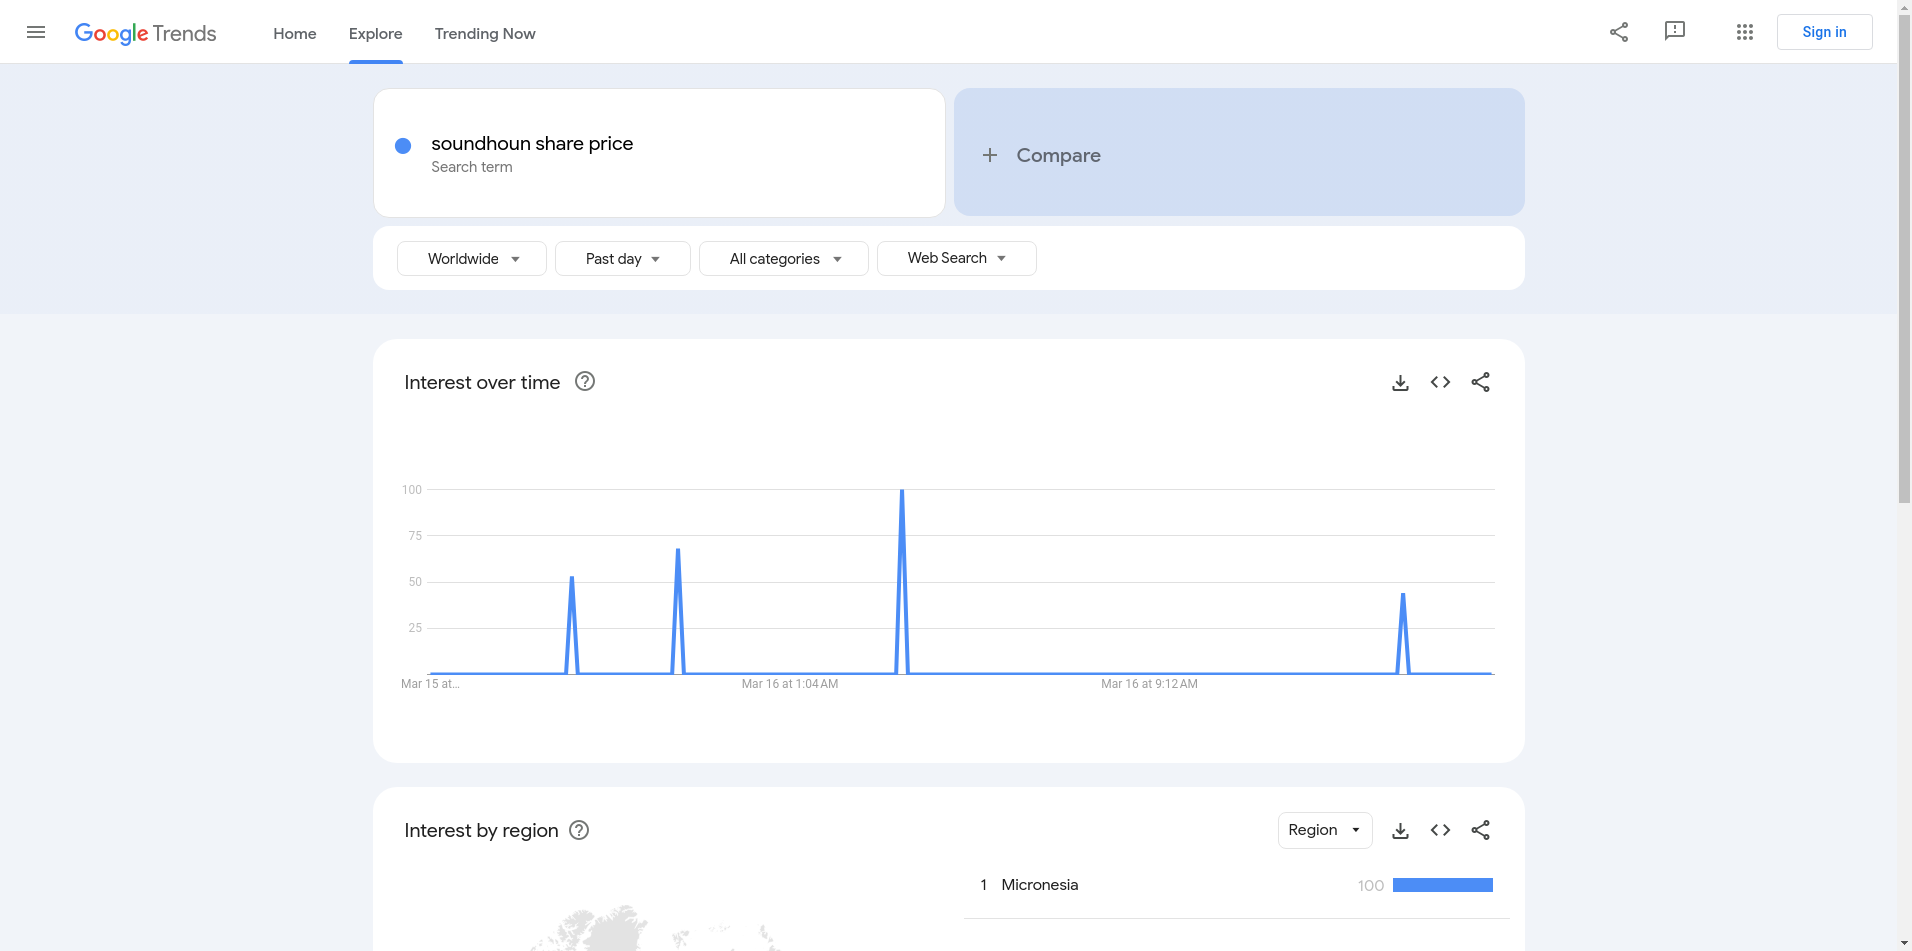 Google Trends
Home
Explore
Trending Now
Sign in
soundhoun share price
Search term
Compare
Worldwide
Past day
All categories
Web Search
Interest over time
100
75
50
25
Mar 15 at...
Mar 16 at 1:04 AM
Mar 16 at 9:12 AM
Interest by region
Region
1 Micronesia 100